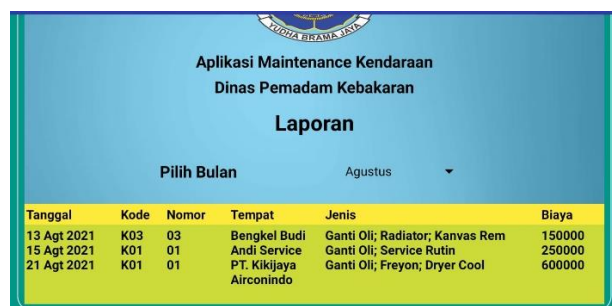 YUDHA BRAMA JAYA
Aplikasi Maintenance Kendaraan
Dinas Pemadam Kebakaran
Laporan
Pilih Bulan Agustus
Tanggal Kode Nomor Tempat Jenis Biaya
13 Agt 2021 K03 03 Bengkel Budi Ganti Oli; Radiator; Kanvas Rem 150000
15 Agt 2021 K01 01 Andi Service Ganti Oli; Service Rutin 250000
21 Agt 2021 K01 01 PT. Kikijaya Ganti Oli; Freyon; Dryer Cool 600000
Airconindo